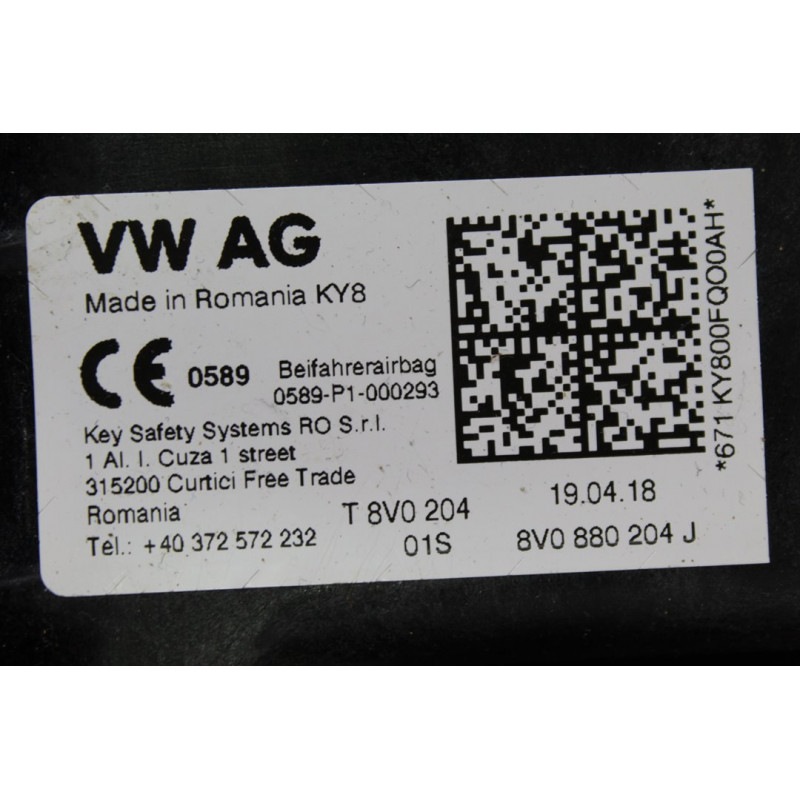 VW AG
Made in Romania KY8
CE 0589 Beifahrerairbag
0589-P1-000293
Key Safety Systems RO S.r.l.
1 Al. I. Cuza 1 street
315200 Curtici Free Trade
Romania
Tel.: +40 372 572 232
T 8V0 204
01S
19.04.18
8V0 880 204 J
*671 KY800FQO0AH*